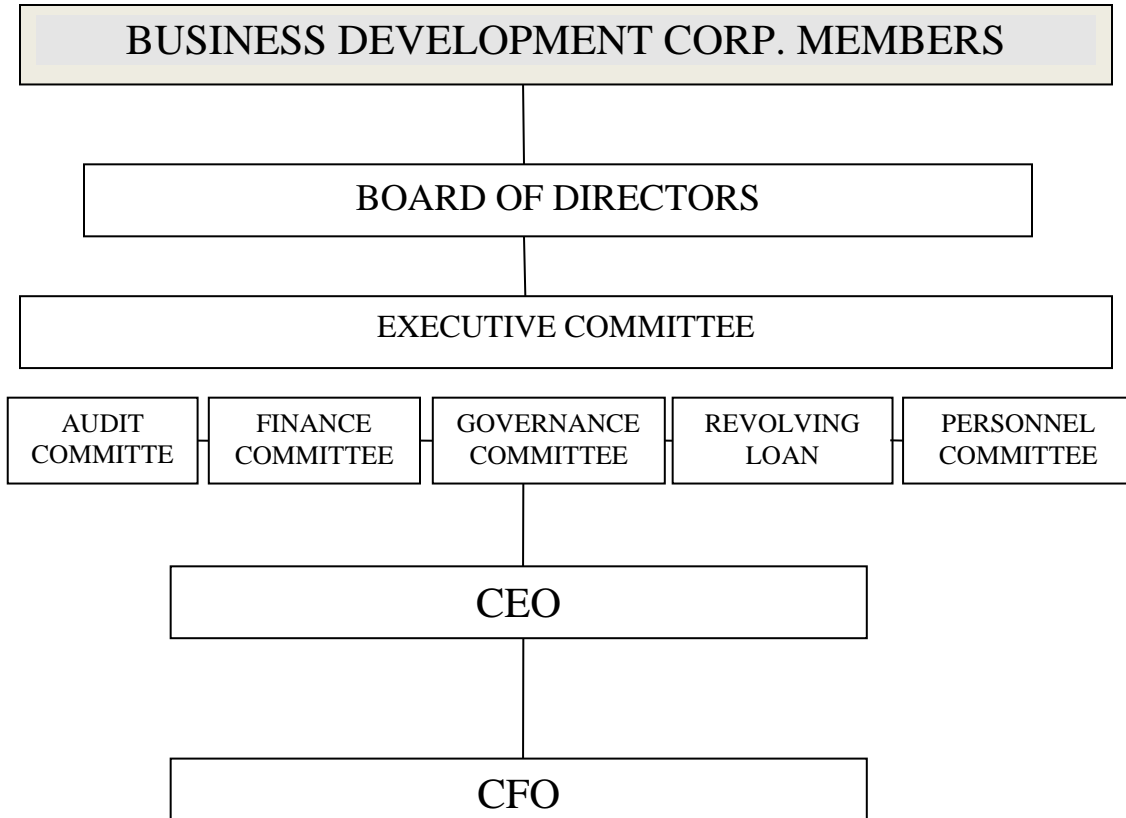 BUSINESS DEVELOPMENT CORP. MEMBERS
BOARD OF DIRECTORS
EXECUTIVE COMMITTEE
AUDIT
COMMITTE
FINANCE
COMMITTEE
GOVERNANCE
COMMITTEE
REVOLVING
LOAN
PERSONNEL
COMMITTEE
CEO
CFO